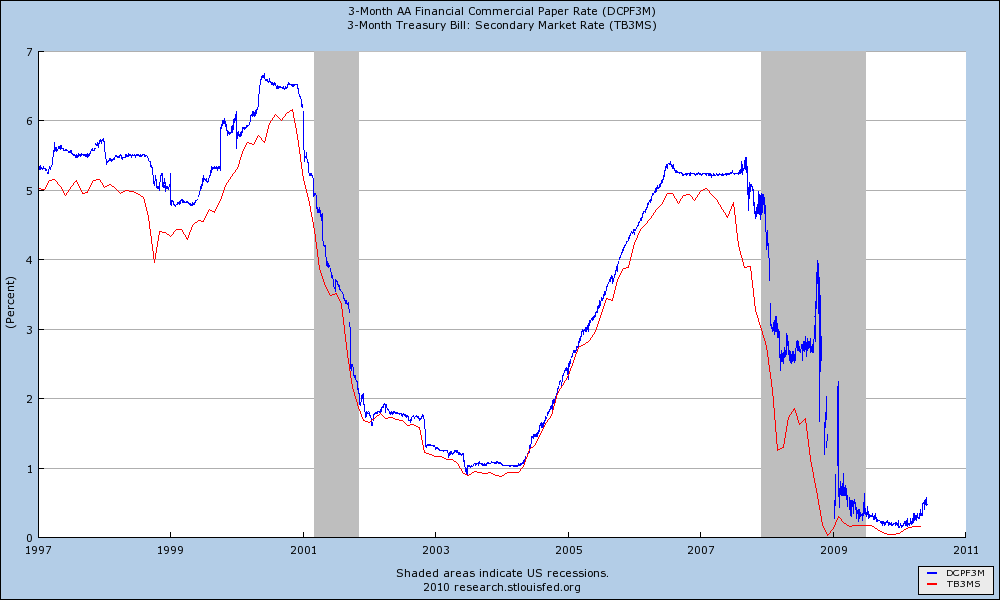 3-Month AA Financial Commercial Paper Rate (DCPF3M)
3-Month Treasury Bill: Secondary Market Rate (TB3MS)
7
6
5
4
3
2
1
0
(Percent)
1997
1999
2001
2003
2005
2007
2009
2011
Shaded areas indicate US recessions.
2010 research.stlouisfed.org
DCPF3M
TB3MS